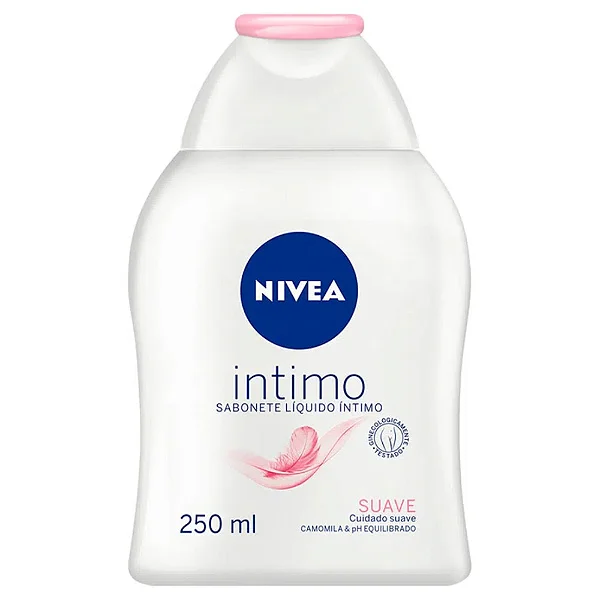 NIVEA
intimo
SABONETE LÍQUIDO ÍNTIMO
GINECOLOGICAMENTE
TESTADO
SUAVE
Cuidado suave
CAMOMILA & pH EQUILIBRADO
250 ml